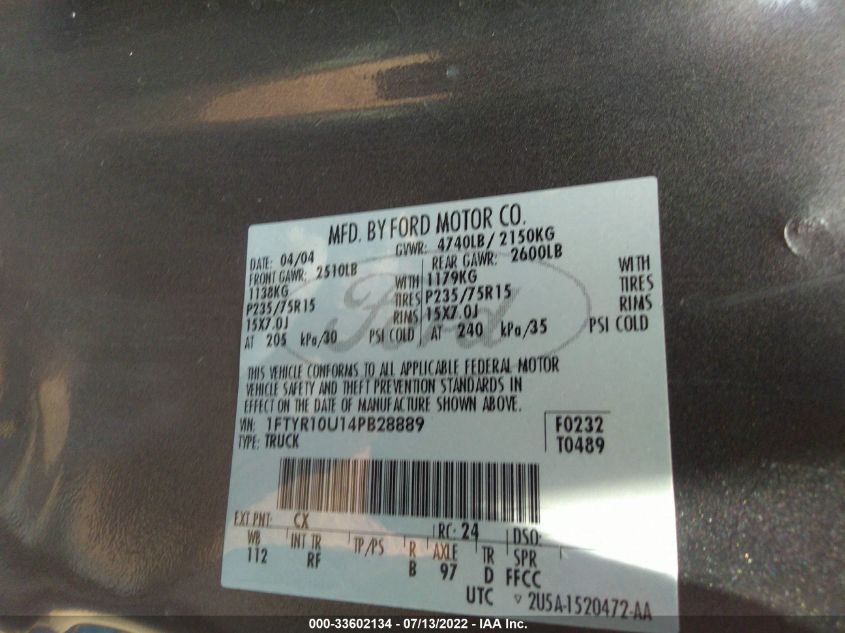 MFD. BY FORD MOTOR CO.
DATE: 04/04 GVWR: 4740LB / 2150KG
FRONT GAWR: 2510LB REAR GAWR: 2600LB
1138KG WITH 1179KG WITH
P235/75R15 TIRES P235/75R15 TIRES
15X7.0J RIMS 15X7.0J RIMS
AT 205 kPa/30 PSI COLD AT 240 kPa/35 PSI COLD
Ford
THIS VEHICLE CONFORMS TO ALL APPLICABLE FEDERAL MOTOR
VEHICLE SAFETY AND THEFT PREVENTION STANDARDS IN
EFFECT ON THE DATE OF MANUFACTURE SHOWN ABOVE.
VIN: 1FTYR10U14PB28889 F0232
TYPE: TRUCK T0489
EXT PNT: CX RC: 24 DSO:
WB INT TR TP/PS R AXLE TR SPR
112 RF B 97 D FFCC
UTC ▽ 2U5A-1520472-AA
000-33602134 - 07/13/2022 - IAA Inc.